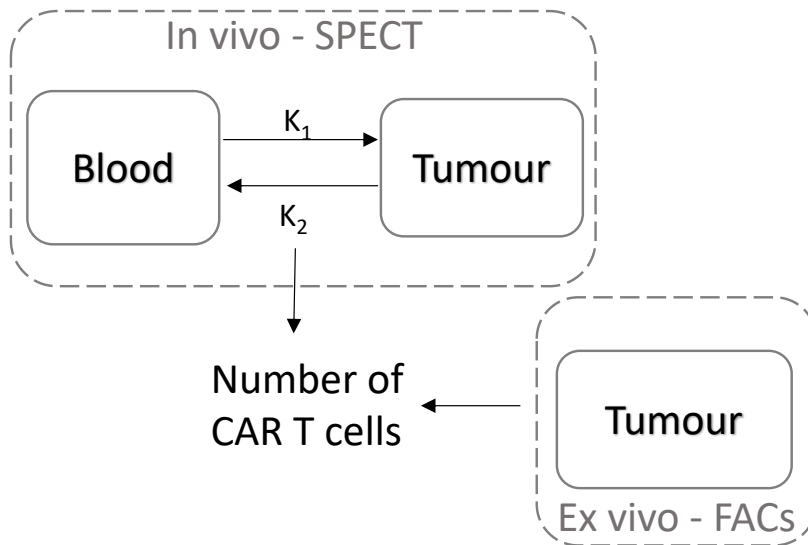 In vivo - SPECT
K₁
Blood
Tumour
K₂
Number of
CAR T cells
Tumour
Ex vivo - FACs